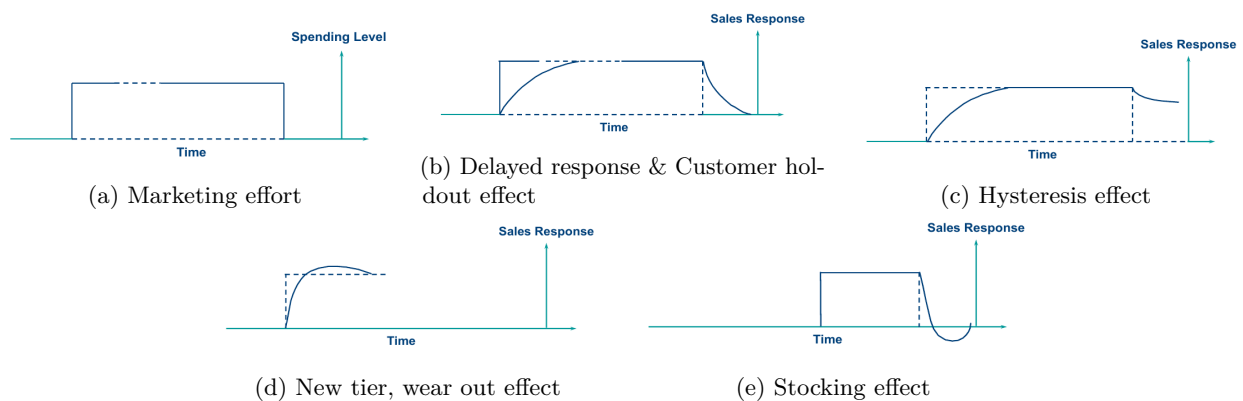 Spending Level
Time
(a) Marketing effort
Sales Response
Time
(b) Delayed response & Customer hol-
dout effect
Sales Response
Time
(c) Hysteresis effect
Sales Response
Time
(d) New tier, wear out effect
Sales Response
Time
(e) Stocking effect